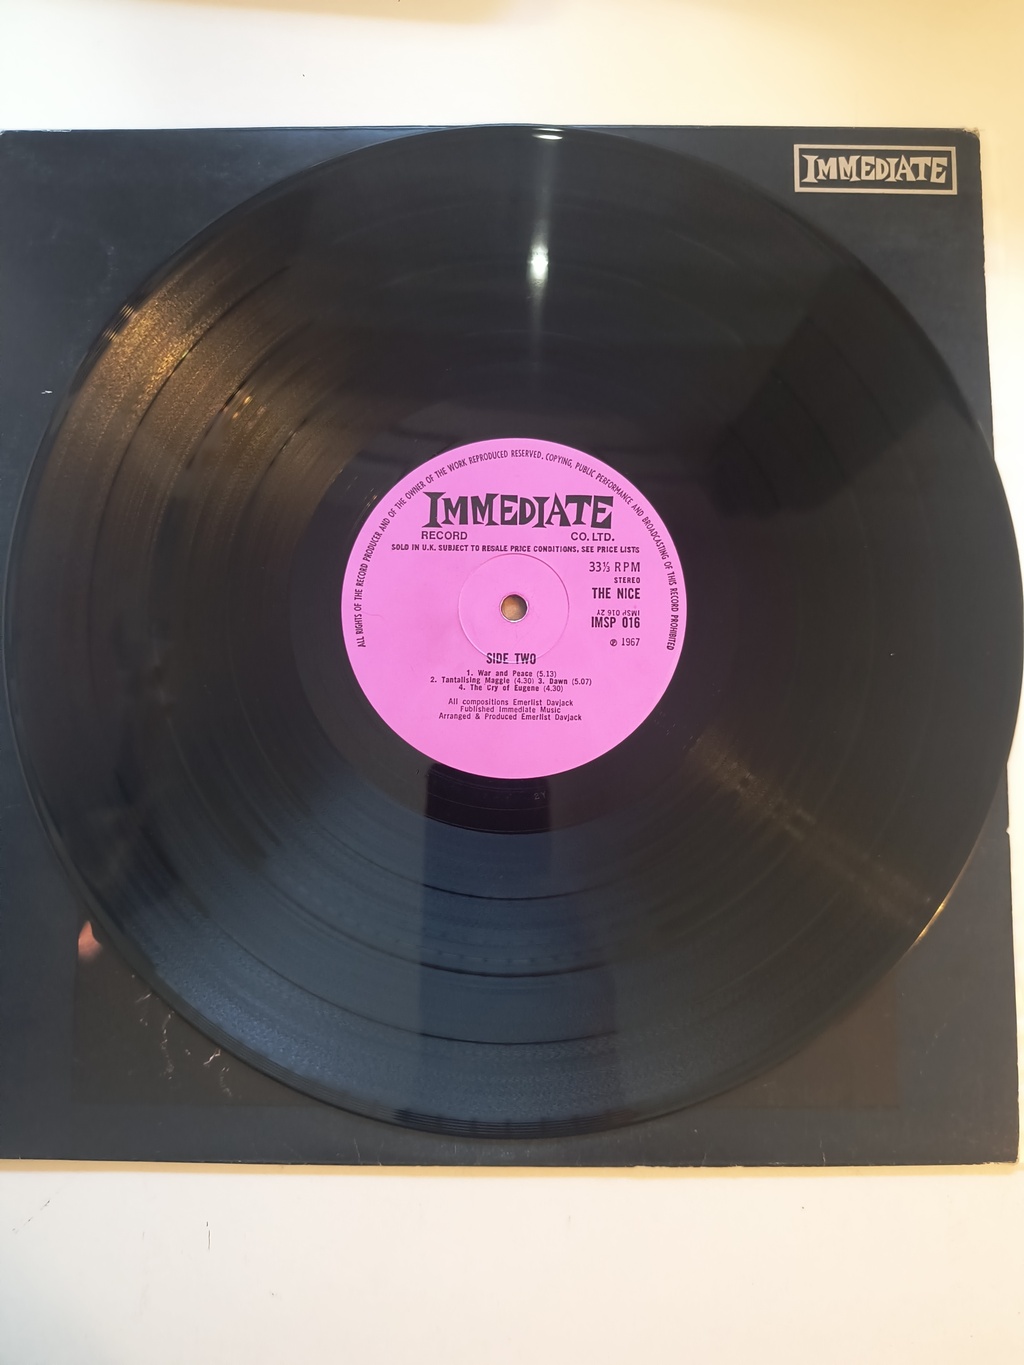 IMMEDIATE
ALL RIGHTS OF THE RECORD PRODUCER AND OF THE OWNER OF THE WORK REPRODUCED RESERVED. COPYING, PUBLIC PERFORMANCE AND BROADCASTING OF THIS RECORD PROHIBITED
IMMEDIATE
RECORD CO. LTD.
SOLD IN U.K. SUBJECT TO RESALE PRICE CONDITIONS, SEE PRICE LISTS
33⅓ RPM
STEREO
THE NICE
IMSP 016 2Y
IMSP 016
℗ 1967
SIDE TWO
1. War and Peace (5.13)
2. Tantalising Maggie (4.30) 3. Dawn (5.07)
4. The Cry of Eugene (4.30)
All compositions Emerlist Davjack
Published Immediate Music
Arranged & Produced Emerlist Davjack